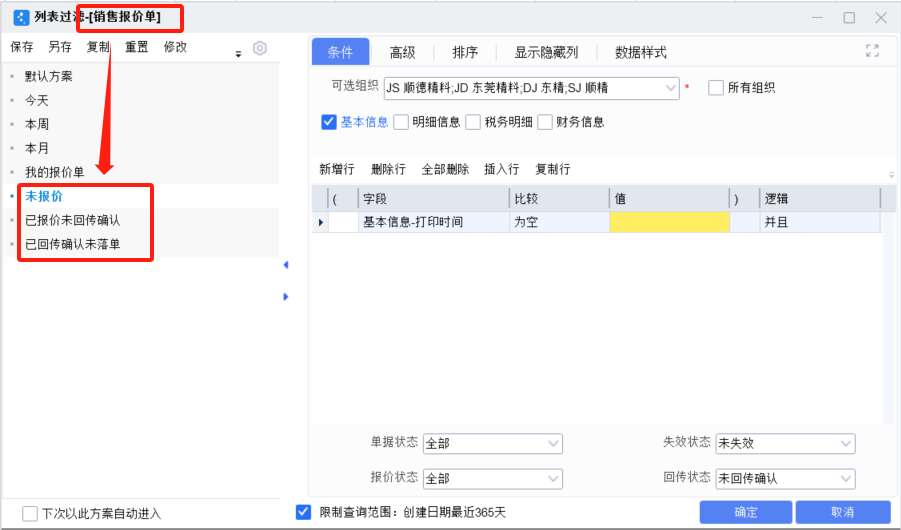 列表过滤-[销售报价单]
保存 另存 复制 重置 修改
默认方案
今天
本周
本月
我的报价单
未报价
已报价未回传确认
已回传确认未落单
下次以此方案自动进入
条件 高级 排序 显示隐藏列 数据样式
可选组织 JS 顺德精料;JD 东莞精料;DJ 东精;SJ 顺精 * 所有组织
基本信息 明细信息 税务明细 财务信息
新增行 删除行 全部删除 插入行 复制行
( 字段 比较 值 ) 逻辑
基本信息-打印时间 为空 并且
单据状态 全部 失效状态 未失效
报价状态 全部 回传状态 未回传确认
限制查询范围：创建日期最近365天
确定 取消